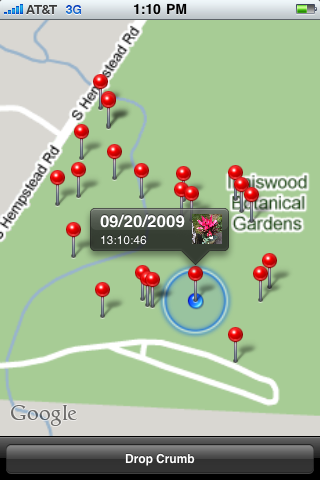 AT&T 3G 1:10 PM
S Hempstead Rd
S Hempstead Rd
Botanical
Gardens
09/20/2009
13:10:46
Google
Drop Crumb